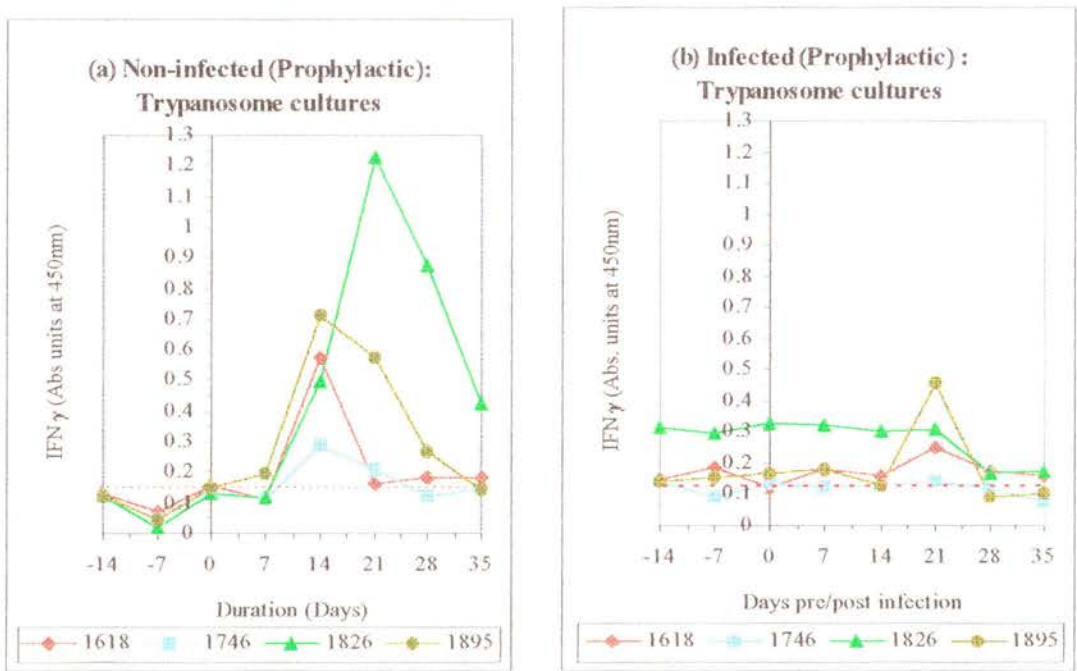 (a) Non-infected (Prophylactic):
Trypanosome cultures
IFN γ (Abs units at 450nm)
1.3
1.2
1.1
1
0.9
0.8
0.7
0.6
0.5
0.4
0.3
0.2
0.1
0
-14 -7 0 7 14 21 28 35
Duration (Days)
1618 1746 1826 1895
(b) Infected (Prophylactic) :
Trypanosome cultures
IFN γ (Abs. units at 450nm)
1.3
1.2
1.1
1
0.9
0.8
0.7
0.6
0.5
0.4
0.3
0.2
0.1
0
-14 -7 0 7 14 21 28 35
Days pre/post infection
1618 1746 1826 1895